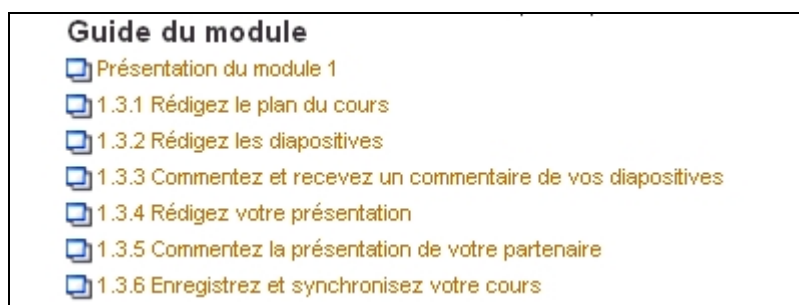 Guide du module
Présentation du module 1
1.3.1 Rédigez le plan du cours
1.3.2 Rédigez les diapositives
1.3.3 Commentez et recevez un commentaire de vos diapositives
1.3.4 Rédigez votre présentation
1.3.5 Commentez la présentation de votre partenaire
1.3.6 Enregistrez et synchronisez votre cours